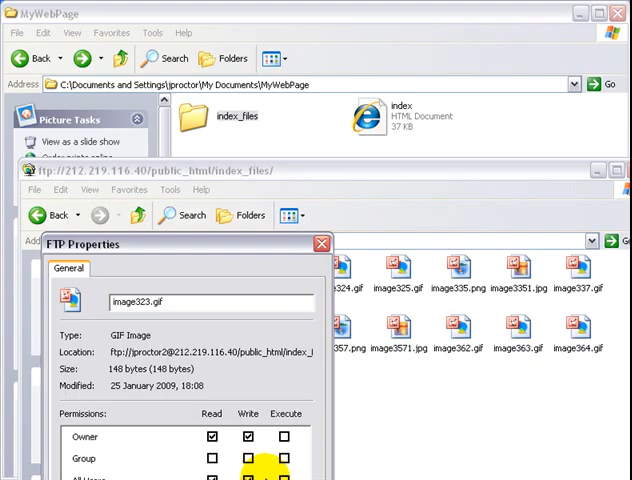 MyWebPage
File Edit View Favorites Tools Help
Back Search Folders
Address C:\Documents and Settings\jproctor\My Documents\MyWebPage Go
Picture Tasks
View as a slide show
index_files
index
HTML Document
37 KB
ftp://212.219.116.40/public_html/index_files/
File Edit View Favorites Tools Help
Back Search Folders
Go
FTP Properties
General
image323.gif
Type: GIF Image
Location: ftp://jproctor2@212.219.116.40/public_html/index_f
Size: 148 bytes (148 bytes)
Modified: 25 January 2009, 18:08
Permissions: Read Write Execute
Owner
Group
All Users
324.gif image325.gif image335.png image3351.jpg image337.gif
357.png image3571.jpg image362.gif image363.gif image364.gif